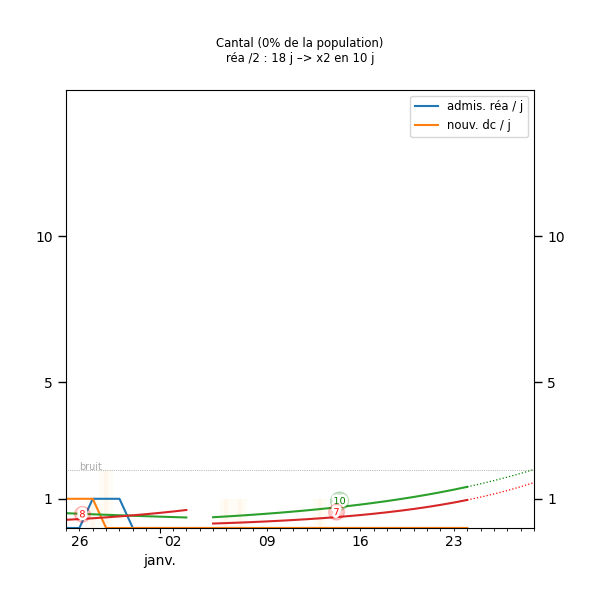 Cantal (0% de la population)
réa /2 : 18 j –> x2 en 10 j
admis. réa / j
nouv. dc / j
10
10
5
5
bruit
1
1
8
10
7
26
02
09
16
23
janv.